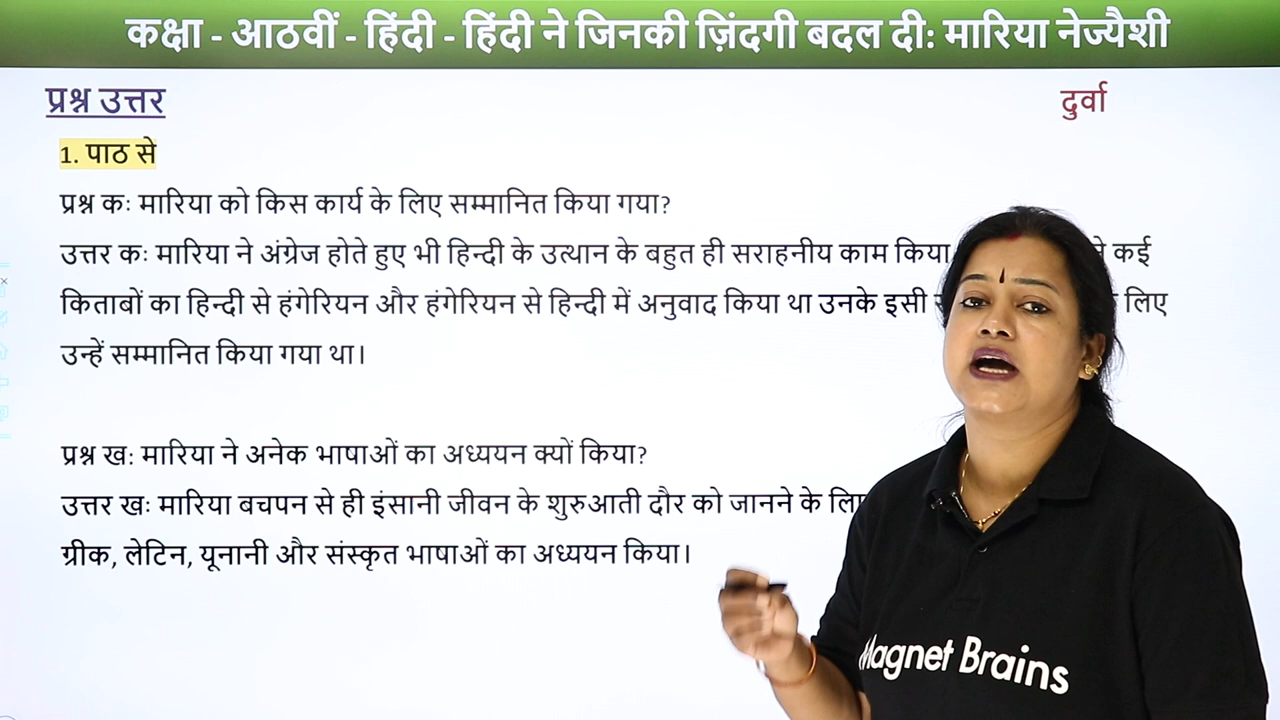 कक्षा - आठवीं - हिंदी - हिंदी ने जिनकी ज़िंदगी बदल दी: मारिया नेज्यैशी
प्रश्न उत्तर
दुर्वा
1. पाठ से
प्रश्न क: मारिया को किस कार्य के लिए सम्मानित किया गया?
उत्तर क: मारिया ने अंग्रेज होते हुए भी हिन्दी के उत्थान के बहुत ही सराहनीय काम किया कई
किताबों का हिन्दी से हंगेरियन और हंगेरियन से हिन्दी में अनुवाद किया था उनके इसी लिए
उन्हें सम्मानित किया गया था।
प्रश्न ख: मारिया ने अनेक भाषाओं का अध्ययन क्यों किया?
उत्तर ख: मारिया बचपन से ही इंसानी जीवन के शुरुआती दौर को जानने के
ग्रीक, लेटिन, यूनानी और संस्कृत भाषाओं का अध्ययन किया।
Magnet Brains